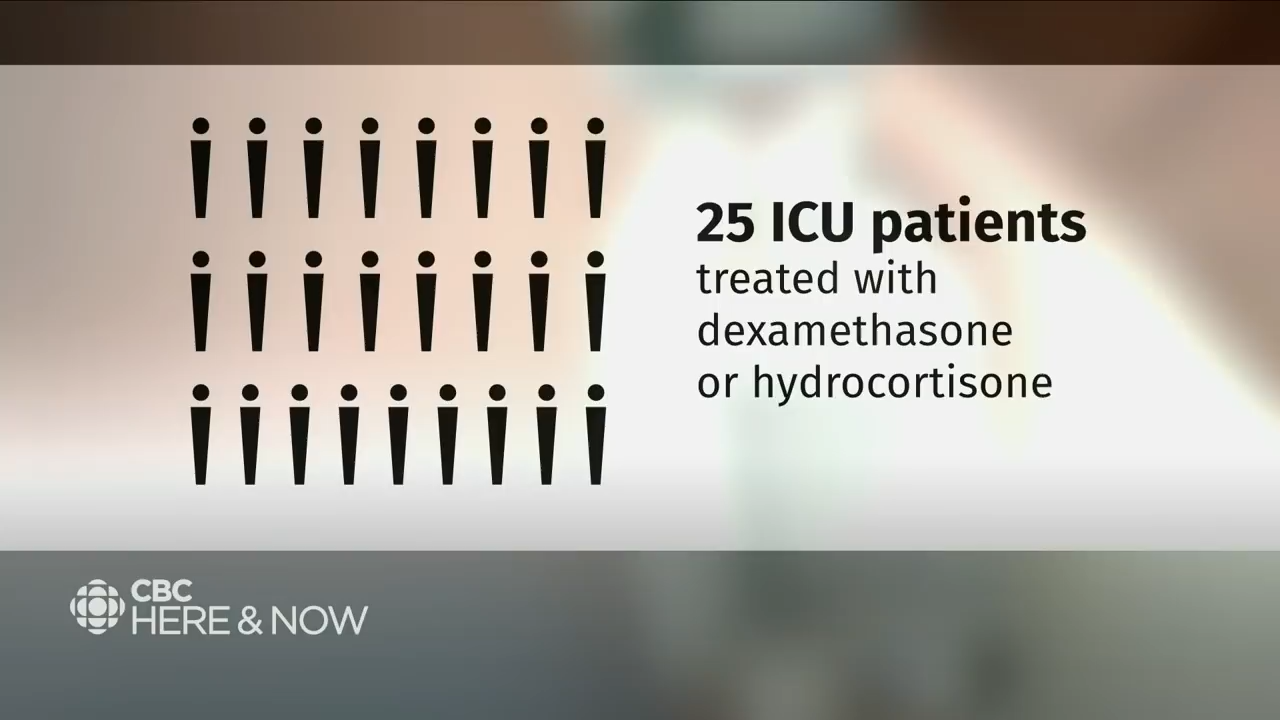 25 ICU patients
treated with
dexamethasone
or hydrocortisone
CBC
HERE & NOW